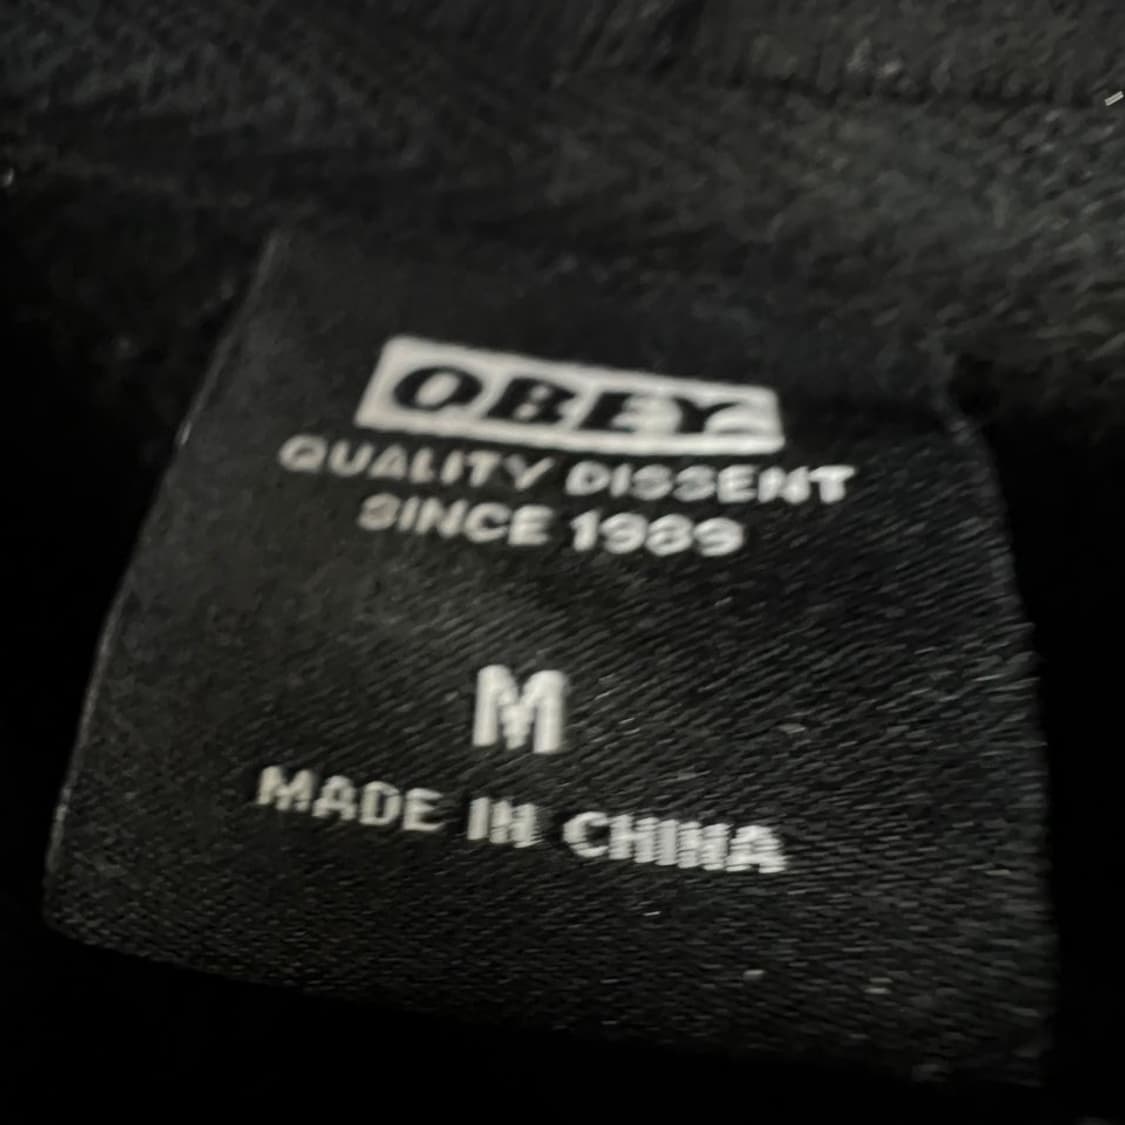 OBEY
QUALITY DISSENT
SINCE 1989
M
MADE IN CHINA